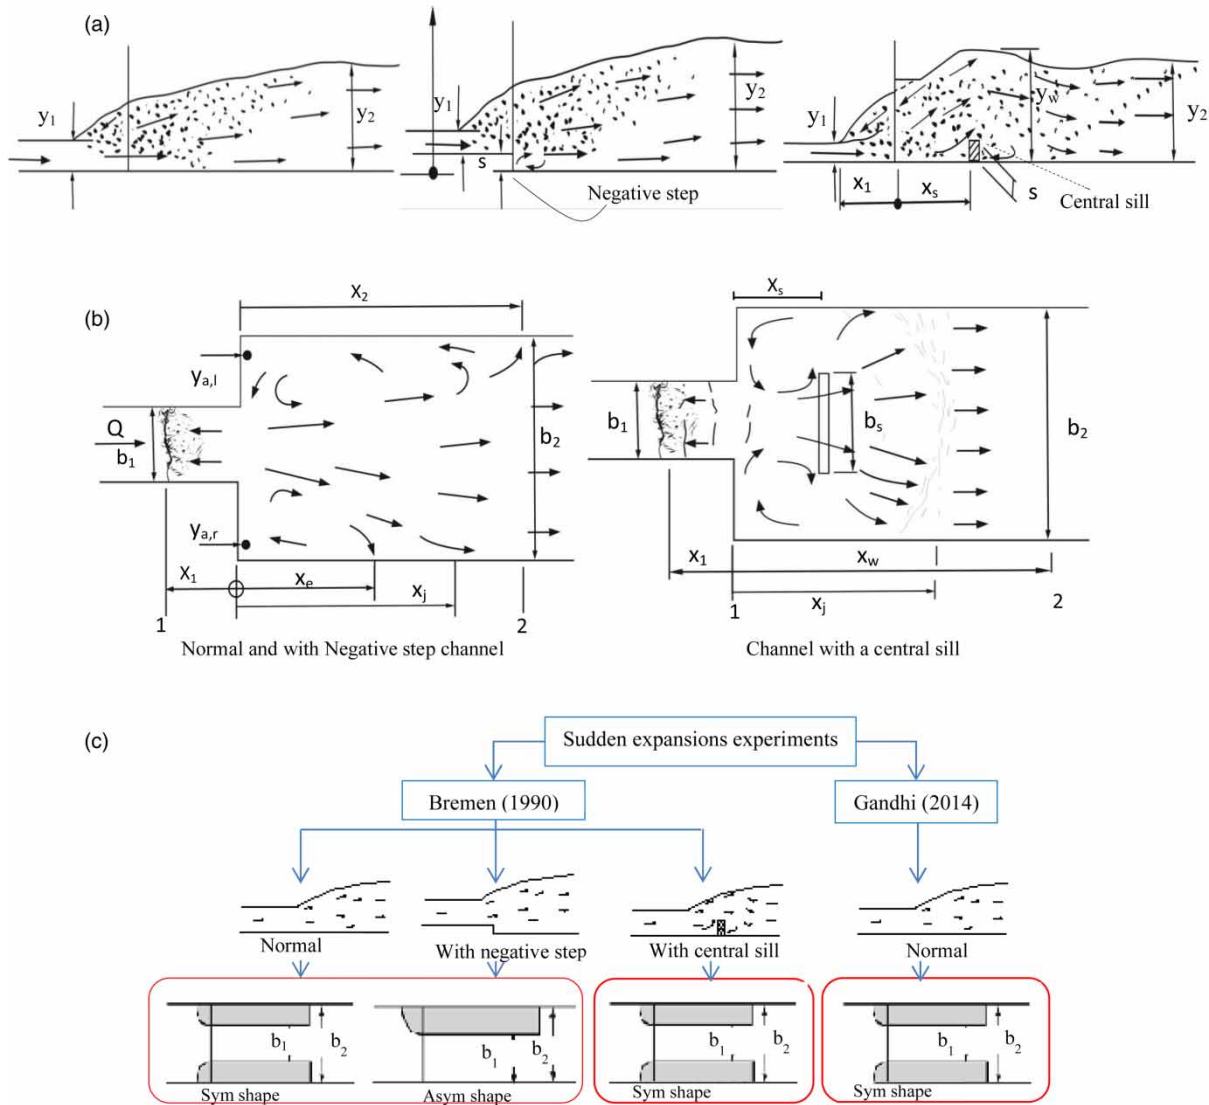 (a)
y1
y2
y1
s
y2
Negative step
y1
yw
y2
x1
xs
s
Central sill
(b)
X2
ya,l
Q
b1
b2
ya,r
X1
xe
xj
1
2
Normal and with Negative step channel
Xs
b1
bs
b2
x1
xw
1
xj
2
Channel with a central sill
(c)
Sudden expansions experiments
Bremen (1990)
Gandhi (2014)
Normal
With negative step
With central sill
Normal
b1
b2
Sym shape
b1
b2
Asym shape
b1
b2
Sym shape
b1
b2
Sym shape